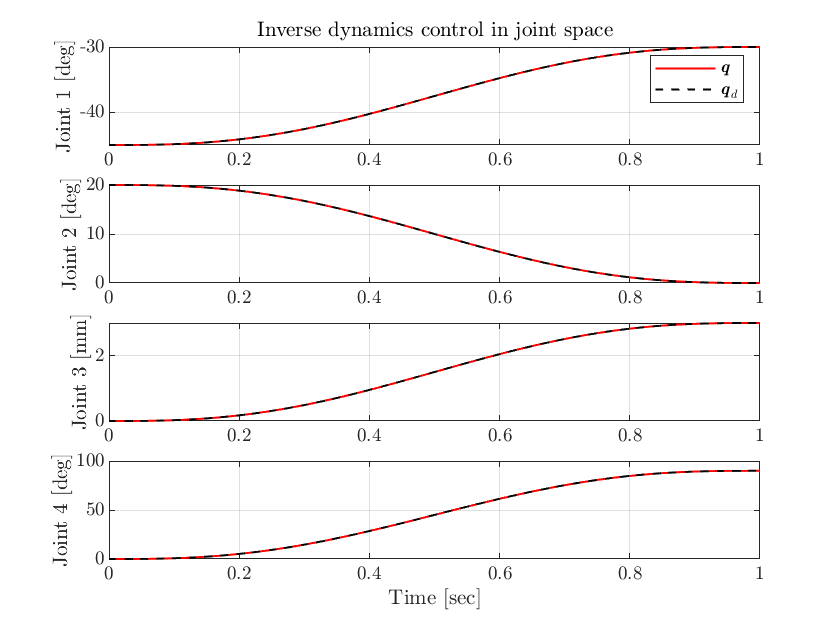 Inverse dynamics control in joint space
Joint 1 [deg]
-30
-40
q
q_d
0 0.2 0.4 0.6 0.8 1
Joint 2 [deg]
20
10
0
0 0.2 0.4 0.6 0.8 1
Joint 3 [mm]
2
0
0 0.2 0.4 0.6 0.8 1
Joint 4 [deg]
100
50
0
0 0.2 0.4 0.6 0.8 1
Time [sec]